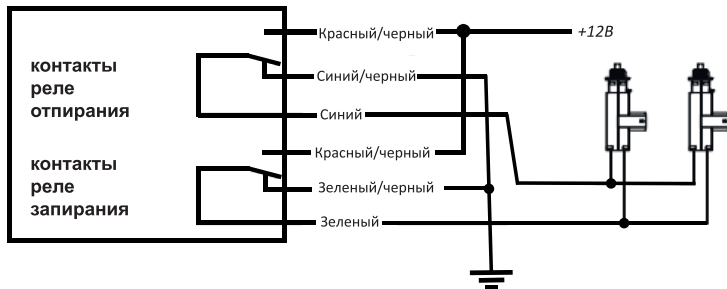 контакты
реле
отпирания
контакты
реле
запирания
Красный/черный
Синий/черный
Синий
Красный/черный
Зеленый/черный
Зеленый
+12В